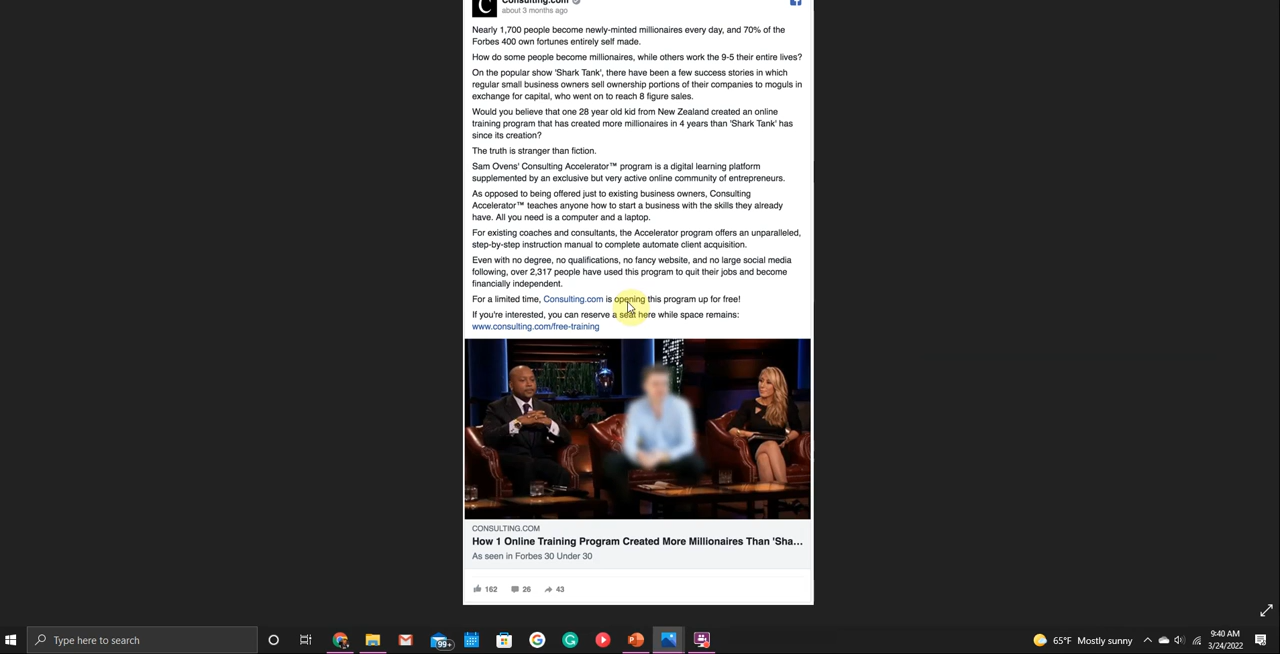 Consulting.com
about 3 months ago
Nearly 1,700 people become newly-minted millionaires every day, and 70% of the
Forbes 400 own fortunes entirely self made.
How do some people become millionaires, while others work the 9-5 their entire lives?
On the popular show 'Shark Tank', there have been a few success stories in which
regular small business owners sell ownership portions of their companies to moguls in
exchange for capital, who went on to reach 8 figure sales.
Would you believe that one 28 year old kid from New Zealand created an online
training program that has created more millionaires in 4 years than 'Shark Tank' has
since its creation?
The truth is stranger than fiction.
Sam Ovens' Consulting Accelerator™ program is a digital learning platform
supplemented by an exclusive but very active online community of entrepreneurs.
As opposed to being offered just to existing business owners, Consulting
Accelerator™ teaches anyone how to start a business with the skills they already
have. All you need is a computer and a laptop.
For existing coaches and consultants, the Accelerator program offers an unparalleled,
step-by-step instruction manual to complete automate client acquisition.
Even with no degree, no qualifications, no fancy website, and no large social media
following, over 2,317 people have used this program to quit their jobs and become
financially independent.
For a limited time, Consulting.com is opening this program up for free!
If you're interested, you can reserve a seat here while space remains:
www.consulting.com/free-training
CONSULTING.COM
How 1 Online Training Program Created More Millionaires Than 'Sha...
As seen in Forbes 30 Under 30
162 26 43
Type here to search
99+
65°F Mostly sunny
9:40 AM
3/24/2022